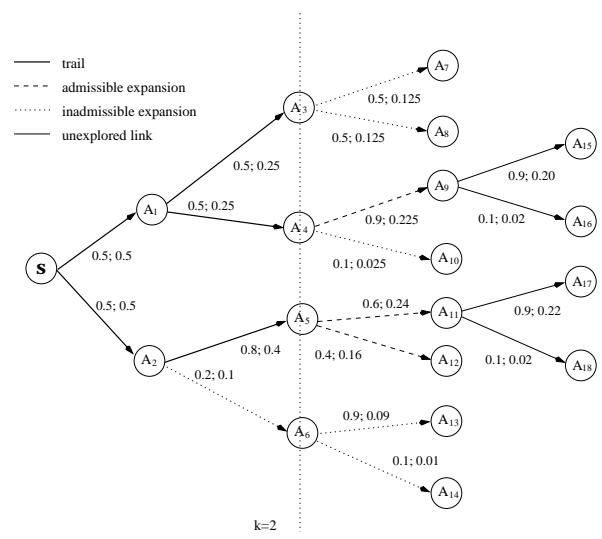 trail
admissible expansion
inadmissible expansion
unexplored link
S
A1
A2
A3
A4
A5
A6
A7
A8
A9
A10
A11
A12
A13
A14
A15
A16
A17
A18
0.5; 0.5
0.5; 0.5
0.5; 0.25
0.5; 0.25
0.8; 0.4
0.2; 0.1
0.5; 0.125
0.5; 0.125
0.9; 0.225
0.1; 0.025
0.6; 0.24
0.4; 0.16
0.9; 0.09
0.1; 0.01
0.9; 0.20
0.1; 0.02
0.9; 0.22
0.1; 0.02
k=2